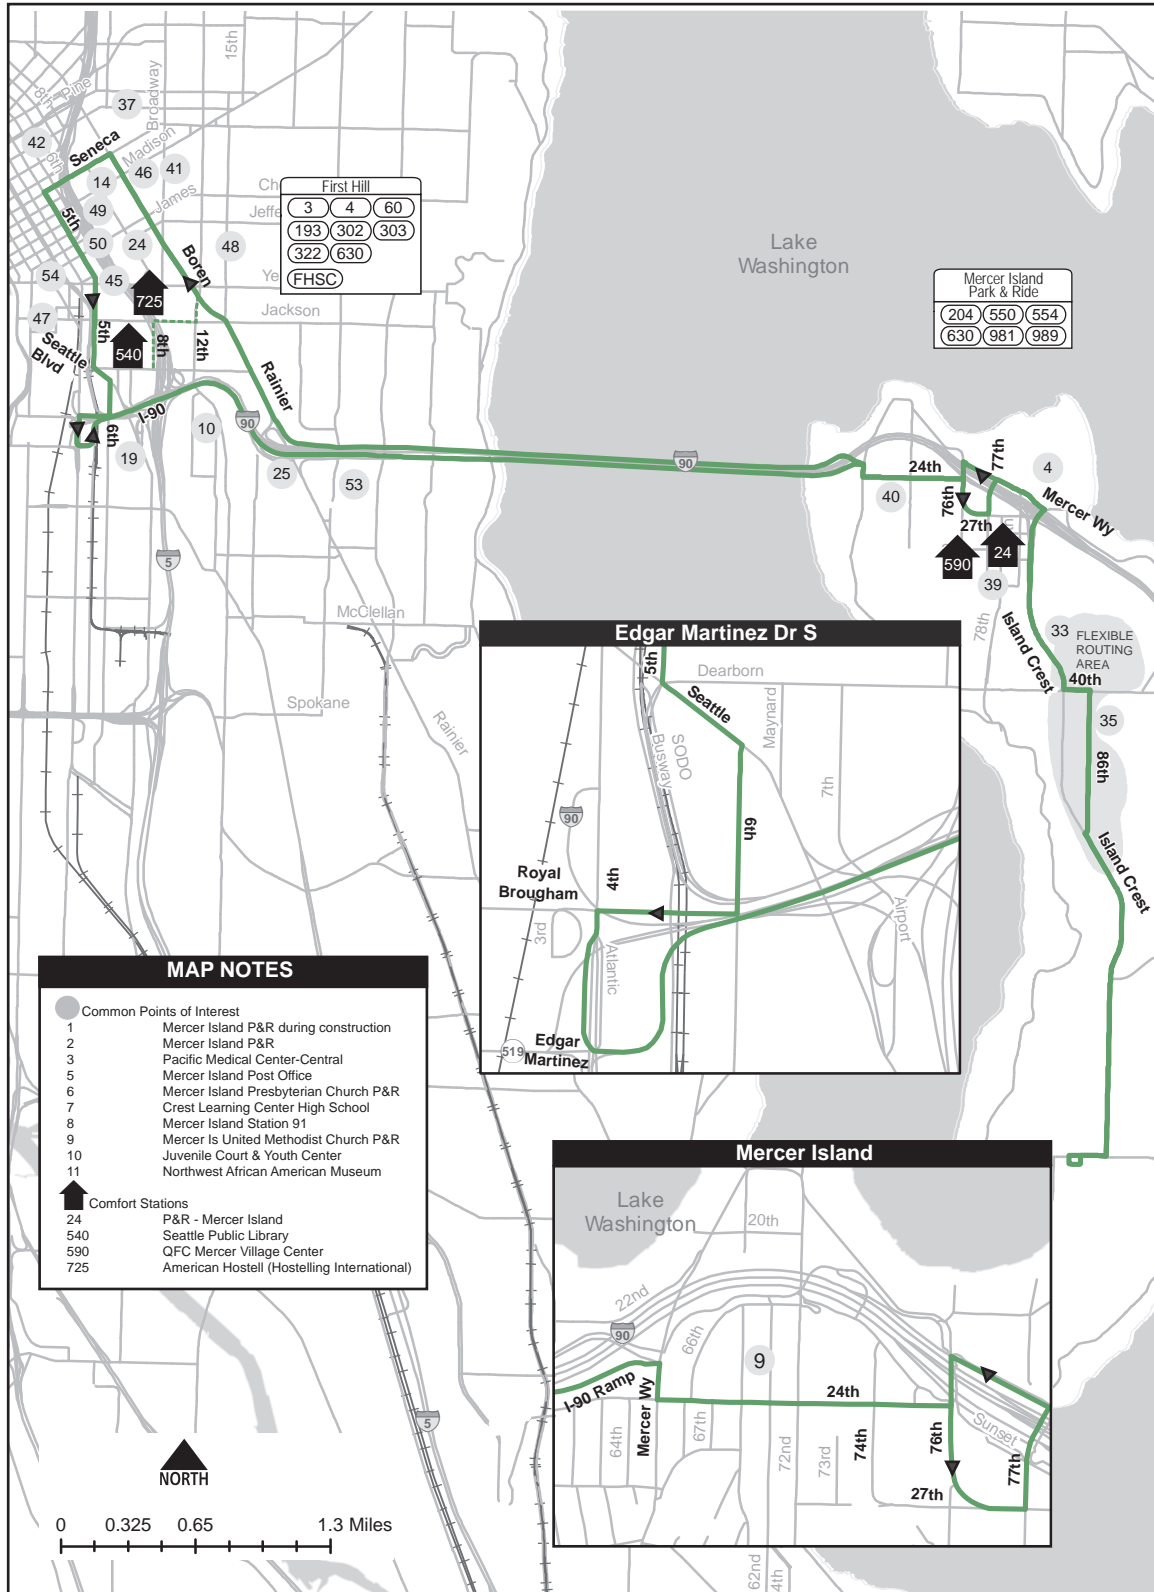 15th
8th
Pine
37
Broadway
42
6th
Seneca
Madison
14
46
41
James
5th
49
50
24
48
Boren
54
45
725
47
5th
Seattle
Blvd
540
8th
12th
Jackson
Rainier
I-90
90
6th
10
19
25
53
First Hill
3 4 60
193 302 303
322 630
FHSC
Lake
Washington
Mercer Island
Park & Ride
204 550 554
630 981 989
90
24th
40
76th
77th
4
Mercer Wy
27th
590
24
39
78th
Island Crest
33
FLEXIBLE
ROUTING
AREA
40th
35
86th
Island Crest
5
McClellan
Spokane
Rainier
Edgar Martinez Dr S
5th
Dearborn
Seattle
Maynard
SODO
Busway
7th
90
6th
Royal
Brougham
4th
3rd
Atlantic
Airport
Edgar
Martinez
519
MAP NOTES
Common Points of Interest
1 Mercer Island P&R during construction
2 Mercer Island P&R
3 Pacific Medical Center-Central
5 Mercer Island Post Office
6 Mercer Island Presbyterian Church P&R
7 Crest Learning Center High School
8 Mercer Island Station 91
9 Mercer Is United Methodist Church P&R
10 Juvenile Court & Youth Center
11 Northwest African American Museum
Comfort Stations
24 P&R - Mercer Island
540 Seattle Public Library
590 QFC Mercer Village Center
725 American Hostell (Hostelling International)
Mercer Island
Lake
Washington
20th
22nd
90
66th
9
I-90 Ramp
Mercer Wy
24th
64th
67th
72nd
73rd
74th
76th
Sunset
77th
27th
62nd
5
NORTH
0 0.325 0.65 1.3 Miles